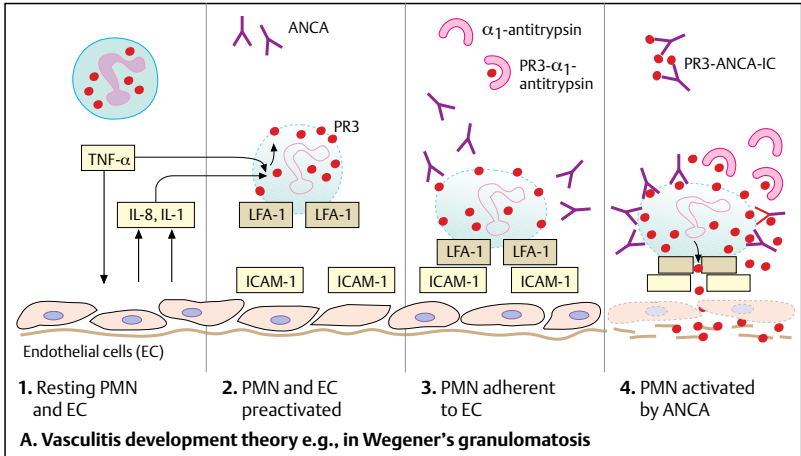 ANCA
α1-antitrypsin
PR3-α1-
antitrypsin
PR3-ANCA-IC
PR3
TNF-α
IL-8, IL-1
LFA-1
LFA-1
LFA-1
LFA-1
ICAM-1
ICAM-1
ICAM-1
ICAM-1
Endothelial cells (EC)
1. Resting PMN
and EC
2. PMN and EC
preactivated
3. PMN adherent
to EC
4. PMN activated
by ANCA
A. Vasculitis development theory e.g., in Wegener's granulomatosis